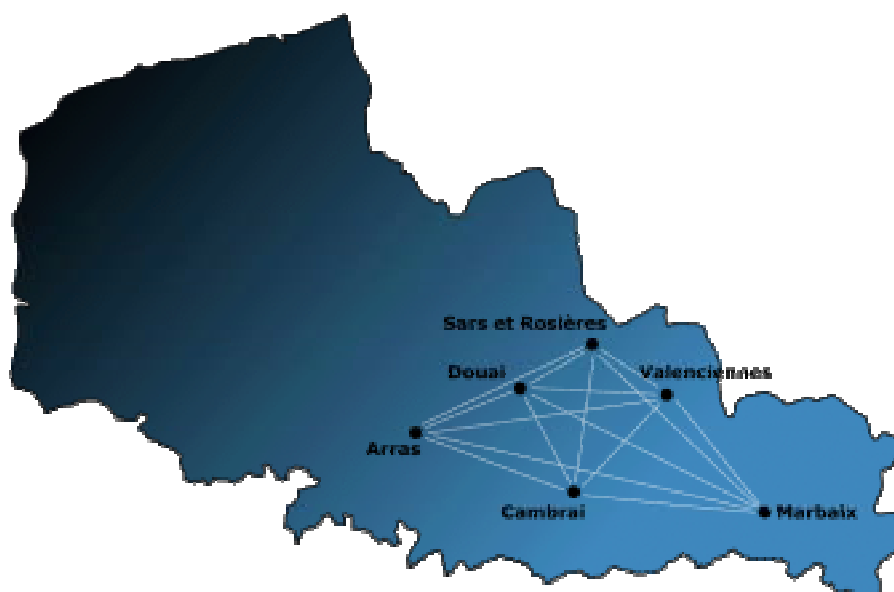 Sars et Rosières
Douai
Valenciennes
Arras
Cambrai
Marbaix